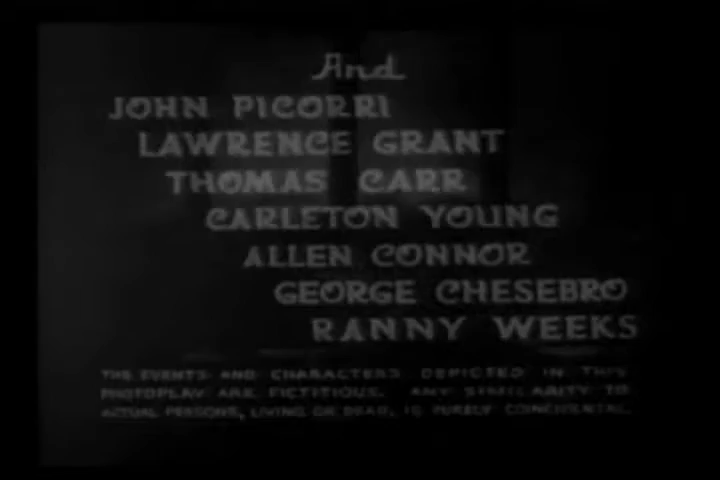 And
JOHN PICORRI
LAWRENCE GRANT
THOMAS CARR
CARLETON YOUNG
ALLEN CONNOR
GEORGE CHESEBRO
RANNY WEEKS
THE EVENTS AND CHARACTERS DEPICTED IN THIS
PHOTOPLAY ARE FICTITIOUS. ANY SIMILARITY TO
ACTUAL PERSONS, LIVING OR DEAD, IS PURELY COINCIDENTAL.